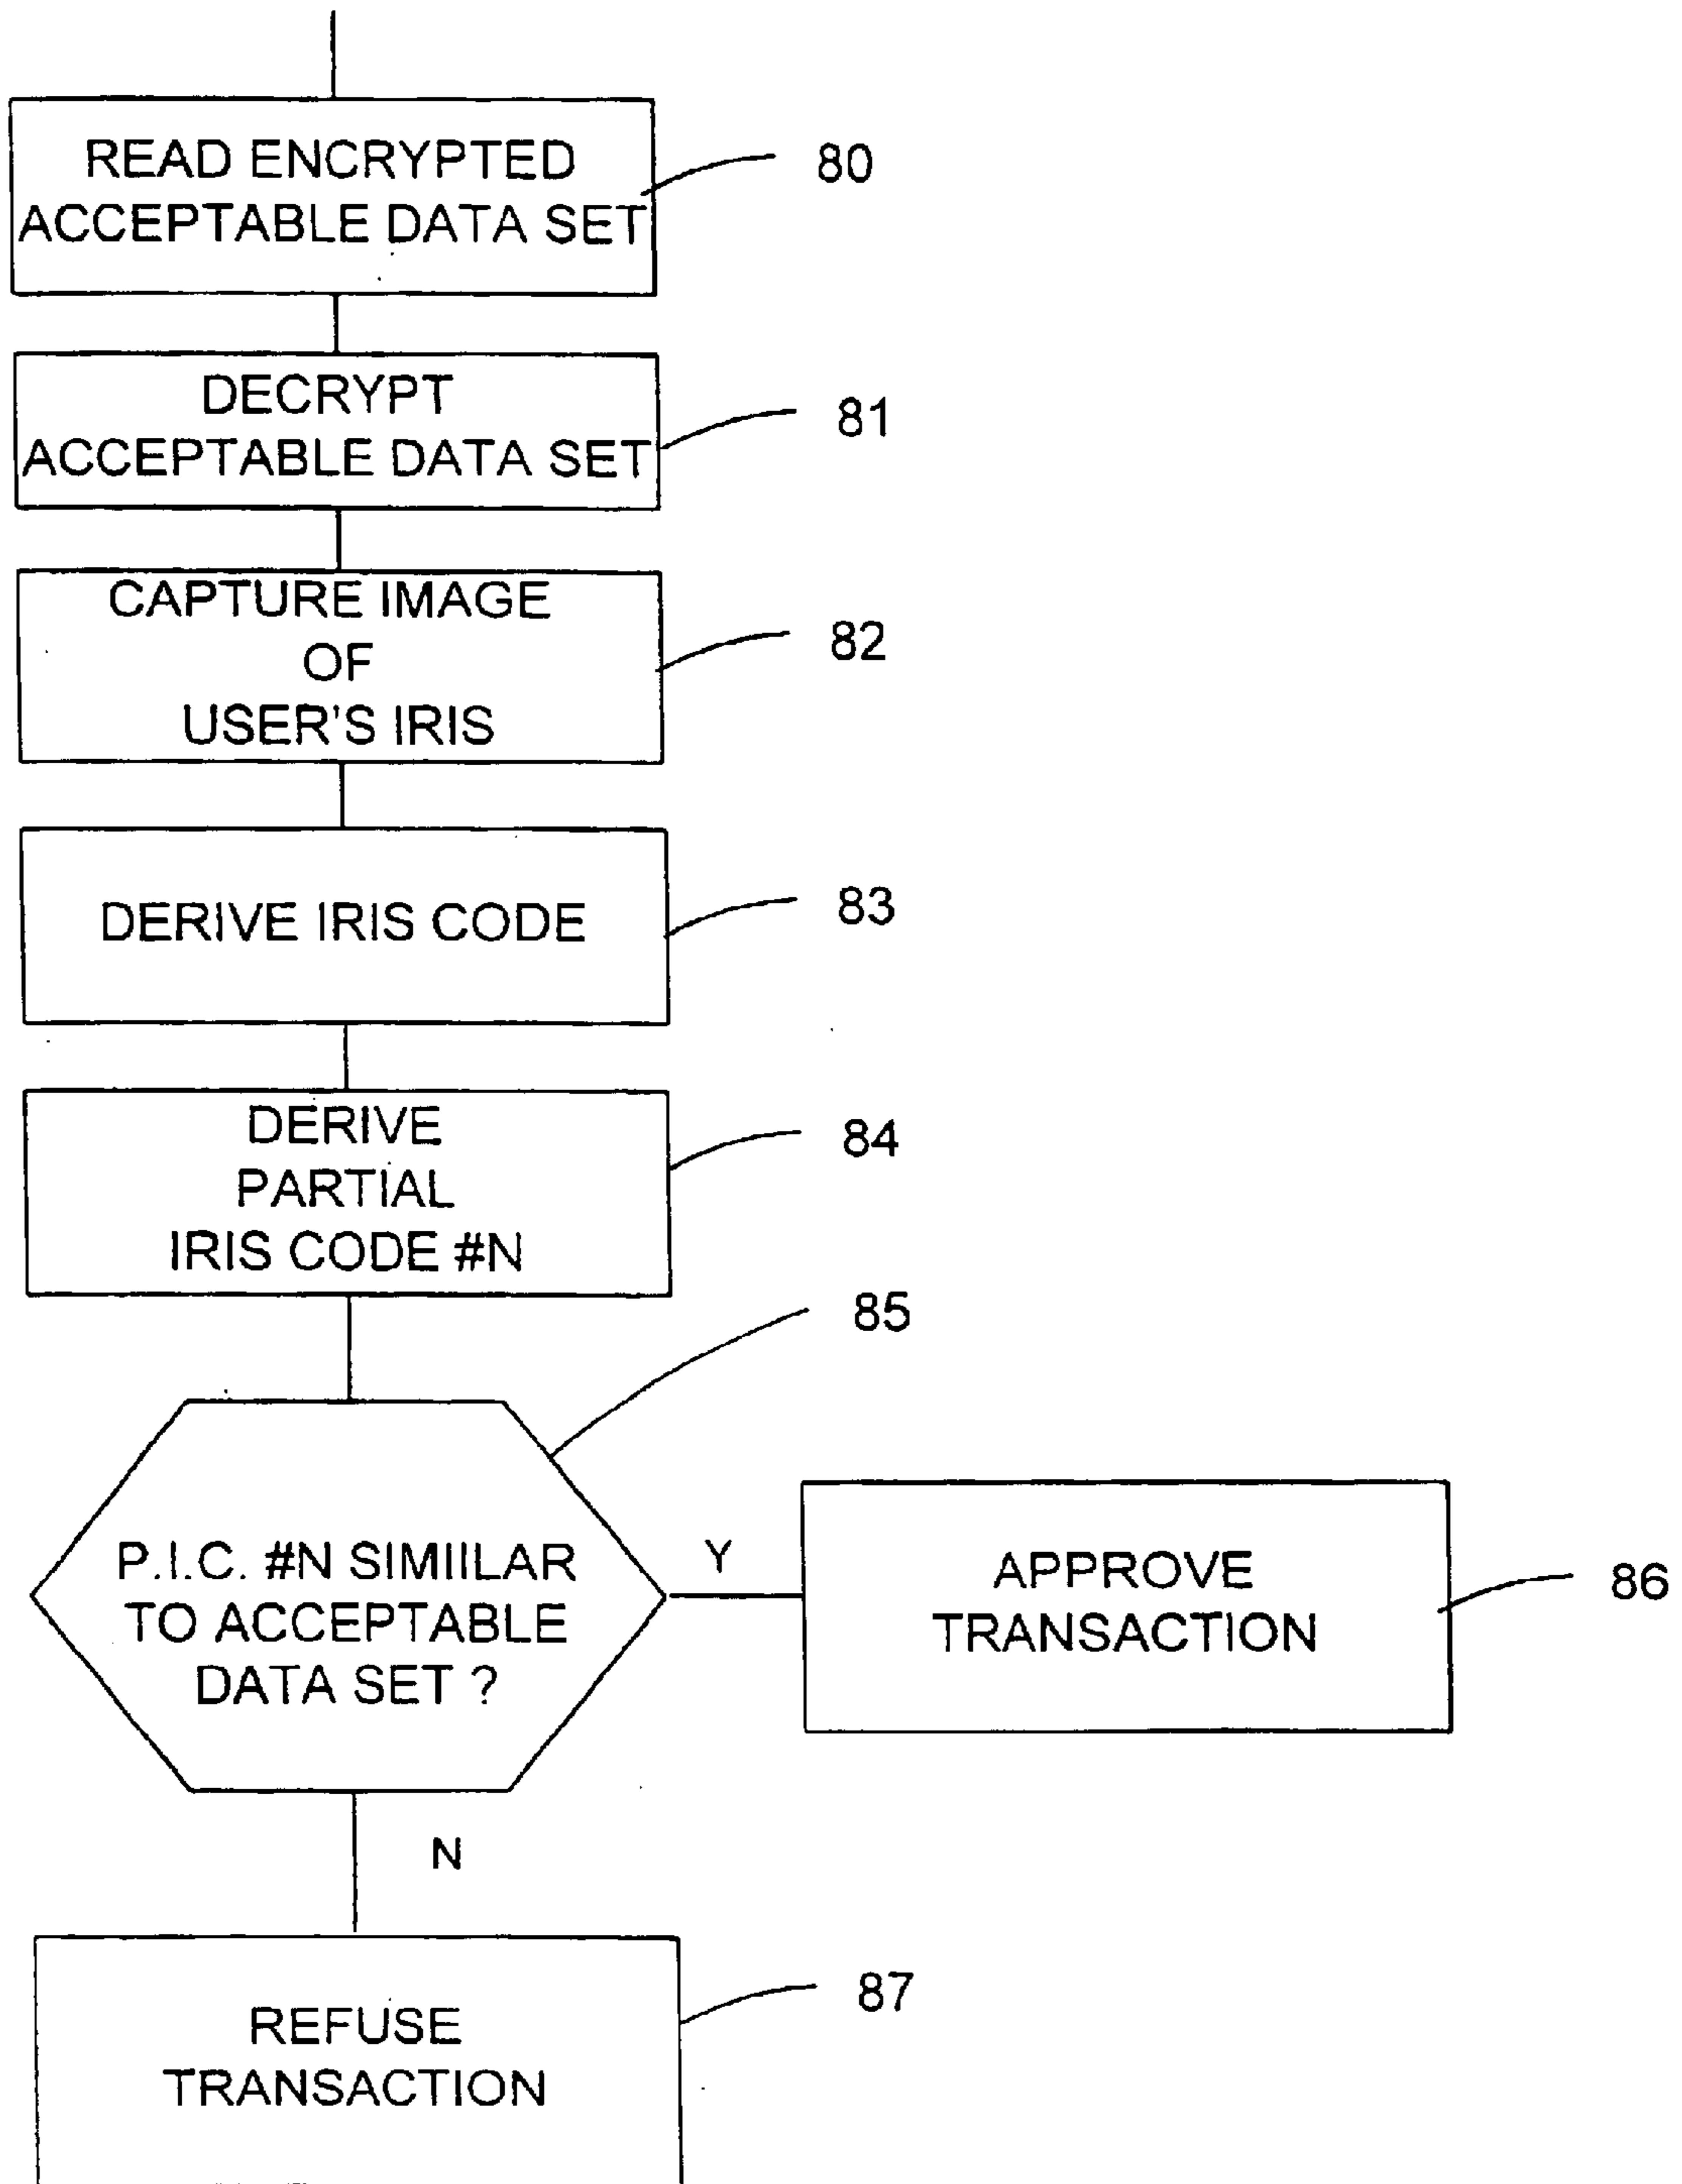 READ ENCRYPTED
ACCEPTABLE DATA SET
80
DECRYPT
ACCEPTABLE DATA SET
81
CAPTURE IMAGE
OF
USER'S IRIS
82
DERIVE IRIS CODE
83
DERIVE
PARTIAL
IRIS CODE #N
84
85
P.I.C. #N SIMIILAR
TO ACCEPTABLE
DATA SET ?
Y
APPROVE
TRANSACTION
86
N
REFUSE
TRANSACTION
87